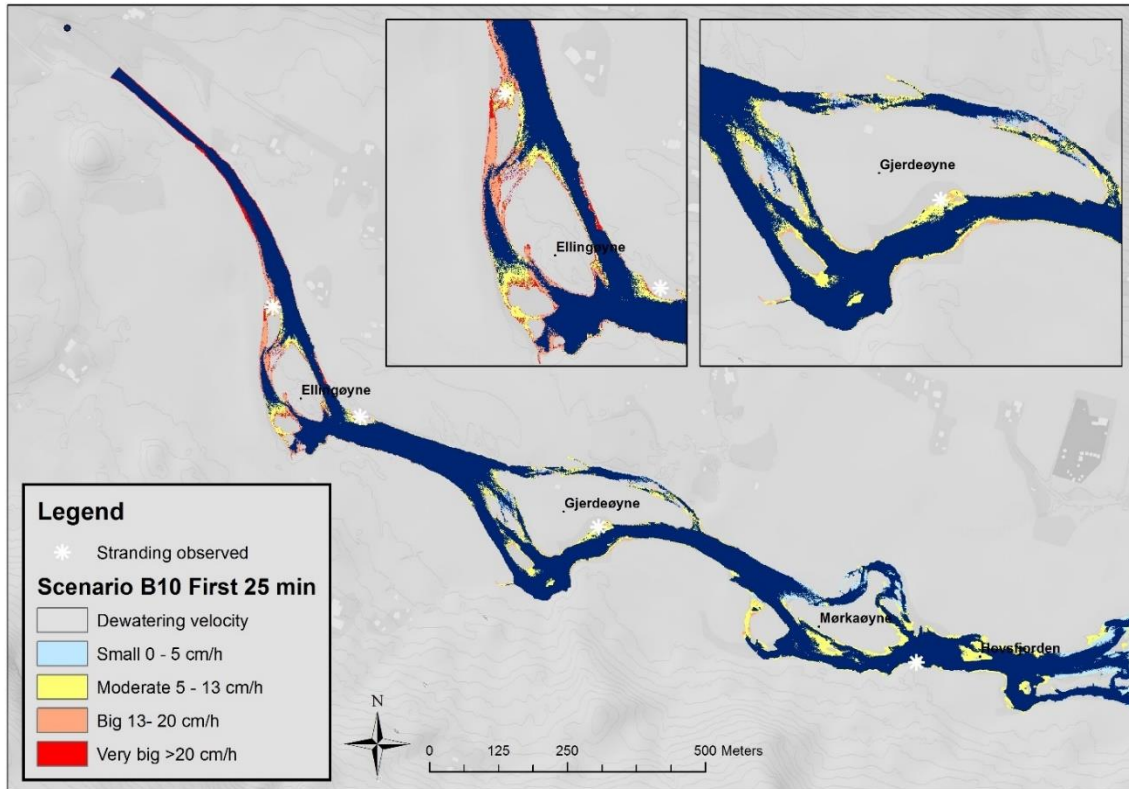 Ellingøyne
Gjerdeøyne
Ellingøyne
Gjerdeøyne
Mørkaøyne
Høvsfjorden
Legend
Stranding observed
Scenario B10 First 25 min
Dewatering velocity
Small 0 - 5 cm/h
Moderate 5 - 13 cm/h
Big 13- 20 cm/h
Very big >20 cm/h
N
0 125 250 500 Meters